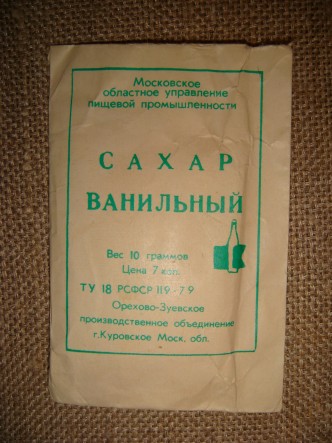 Московское
областное управление
пищевой промышленности
САХАР
ВАНИЛЬНЫЙ
Вес 10 граммов
Цена 7 коп.
ТУ 18 РСФСР 119-79
Орехово-Зуевское
производственное объединение
г.Куровское Моск. обл.